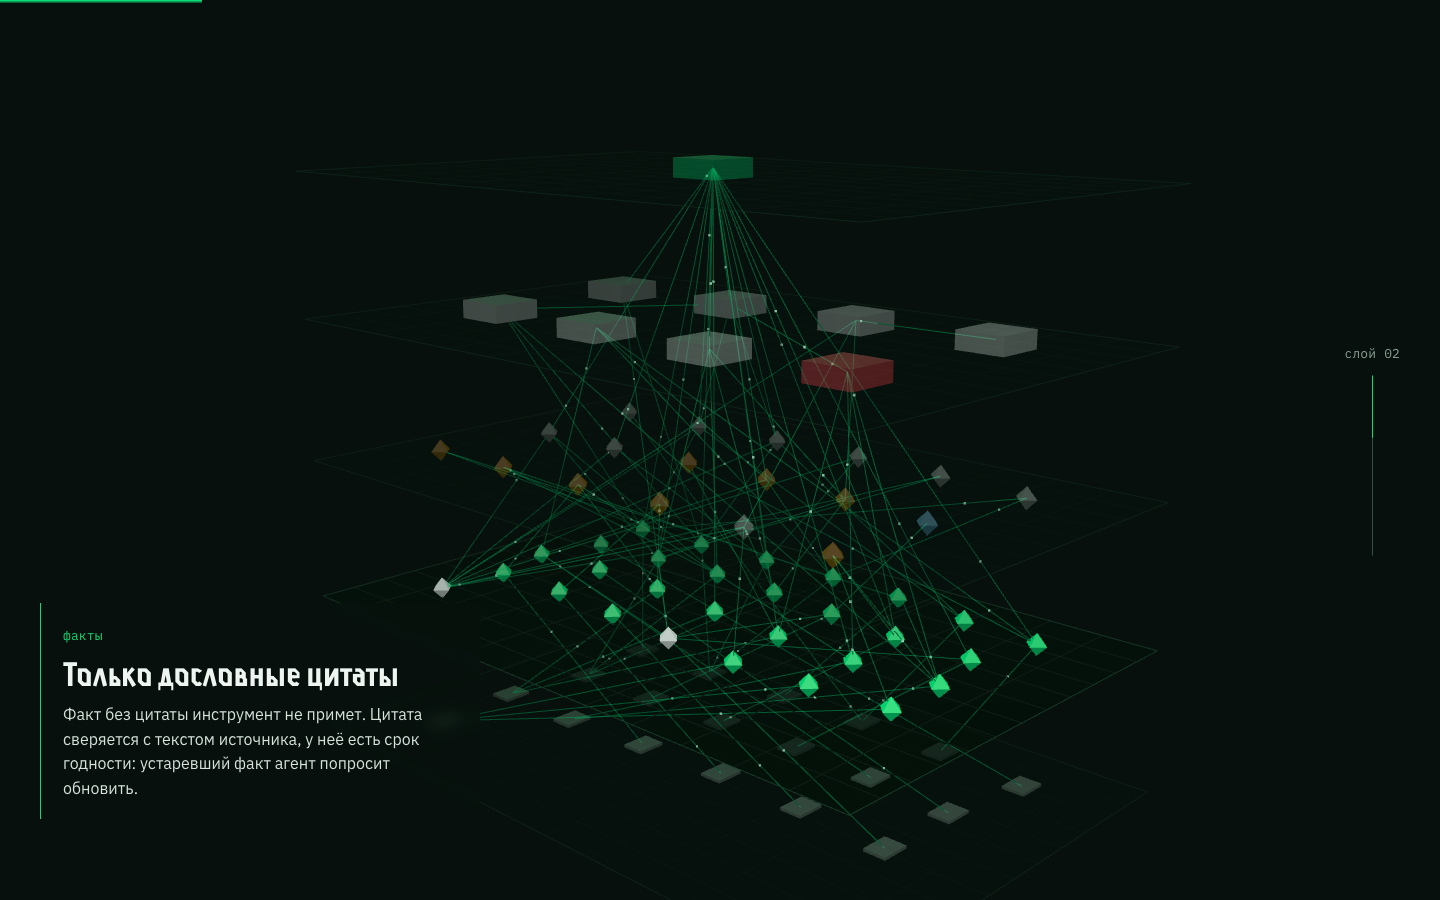 слой 02
факты
Только дословные цитаты
Факт без цитаты инструмент не примет. Цитата
сверяется с текстом источника, у неё есть срок
годности: устаревший факт агент попросит
обновить.